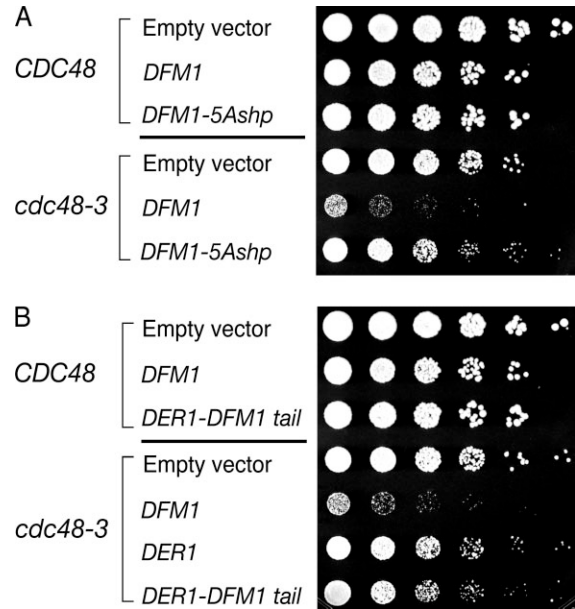 A
CDC48
Empty vector
DFM1
DFM1-5Ashp
cdc48-3
Empty vector
DFM1
DFM1-5Ashp
B
CDC48
Empty vector
DFM1
DER1-DFM1 tail
cdc48-3
Empty vector
DFM1
DER1
DER1-DFM1 tail